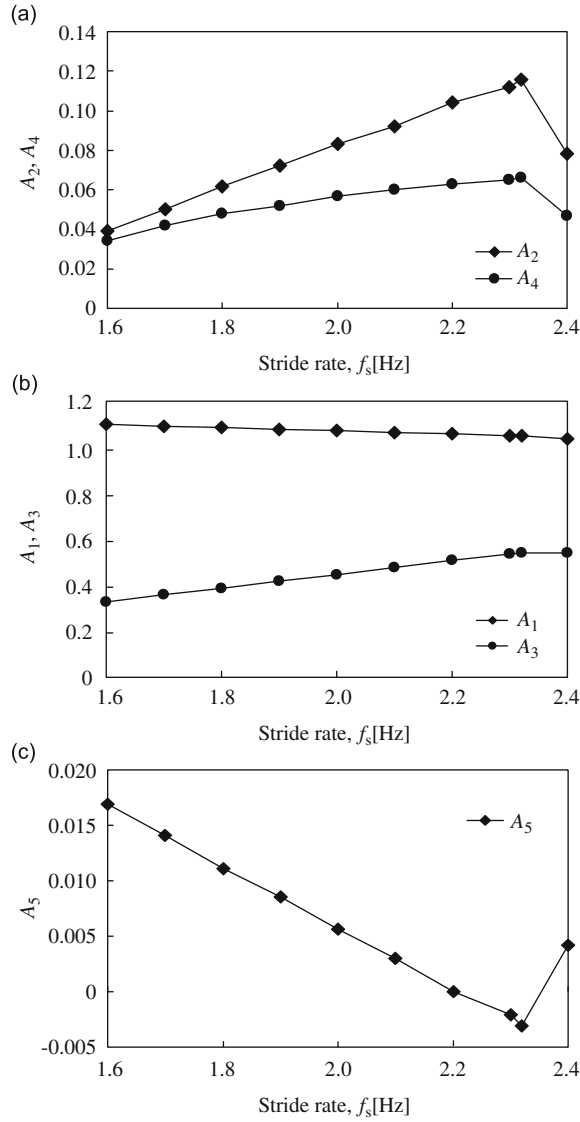 (a)
0.14
0.12
0.10
0.08
0.06
0.04
0.02
0
A2, A4
A2
A4
1.6 1.8 2.0 2.2 2.4
Stride rate, fs[Hz]
(b)
1.2
1.0
0.8
0.6
0.4
0.2
0
A1, A3
A1
A3
1.6 1.8 2.0 2.2 2.4
Stride rate, fs[Hz]
(c)
0.020
0.015
0.010
0.005
0
-0.005
A5
A5
1.6 1.8 2.0 2.2 2.4
Stride rate, fs[Hz]